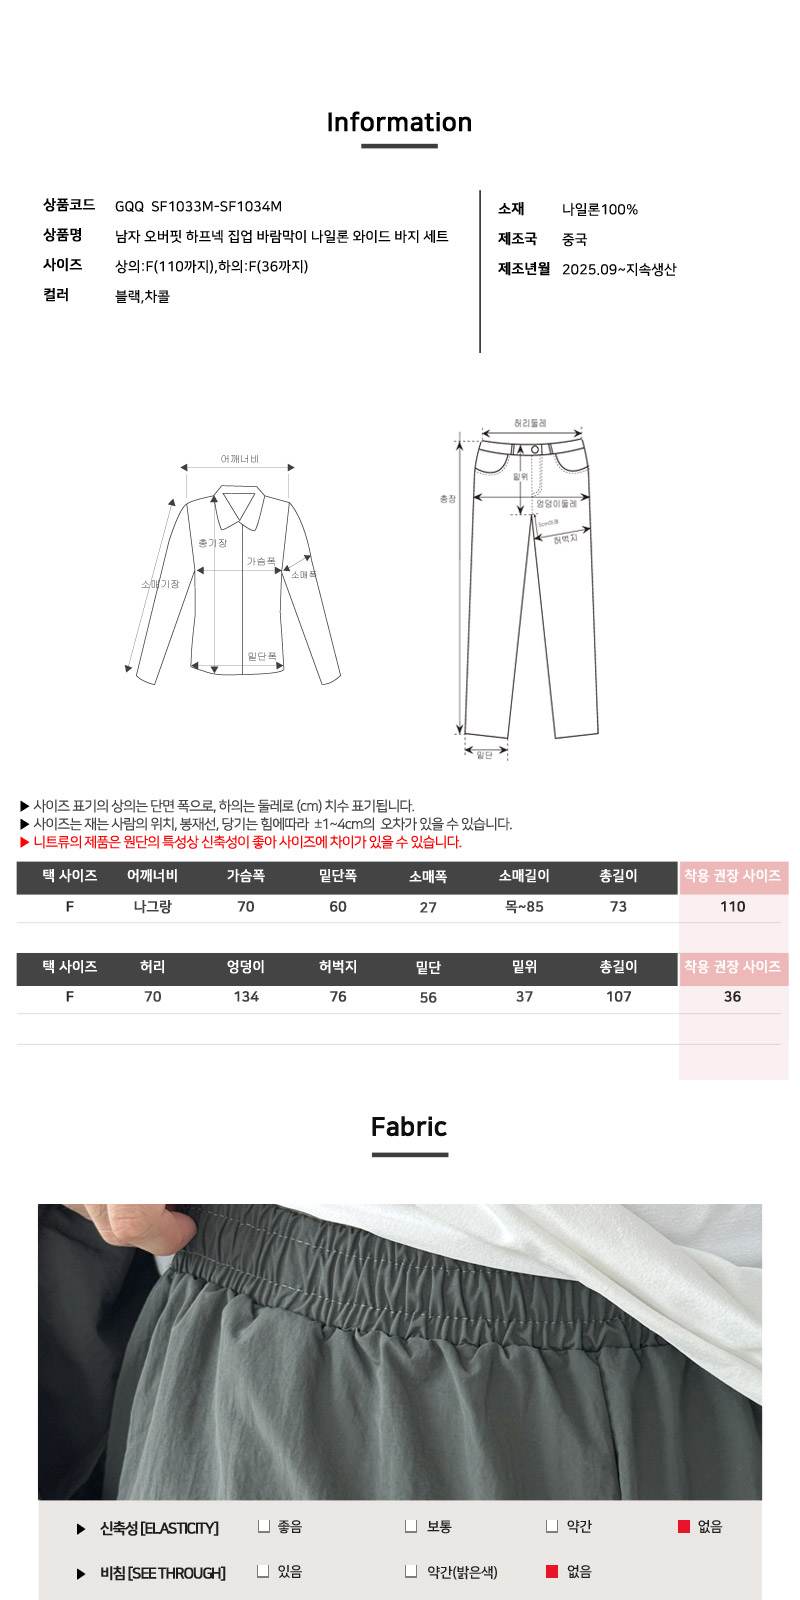 Information
상품코드 GQQ SF1033M-SF1034M
상품명 남자 오버핏 하프넥 집업 바람막이 나일론 와이드 바지 세트
사이즈 상의:F(110까지),하의:F(36까지)
컬러 블랙,차콜
소재 나일론100%
제조국 중국
제조년월 2025.09~지속생산
어깨너비
총기장
가슴폭
소매폭
소매기장
밑단폭
허리둘레
밑위
총장
엉덩이둘레
허벅지
밑단
▶ 사이즈 표기의 상의는 단면 폭으로, 하의는 둘레로 (cm) 치수 표기됩니다.
▶ 사이즈는 재는 사람의 위치, 봉재선, 당기는 힘에따라 ±1~4cm의 오차가 있을 수 있습니다.
▶ 니트류의 제품은 원단의 특성상 신축성이 좋아 사이즈에 차이가 있을 수 있습니다.
택 사이즈 어깨너비 가슴폭 밑단폭 소매폭 소매길이 총길이 착용 권장 사이즈
F 나그랑 70 60 27 목~85 73 110
택 사이즈 허리 엉덩이 허벅지 밑단 밑위 총길이 착용 권장 사이즈
F 70 134 76 56 37 107 36
Fabric
▶ 신축성 [ELASTICITY] 좋음 보통 약간 없음
▶ 비침 [SEE THROUGH] 있음 약간(밝은색) 없음